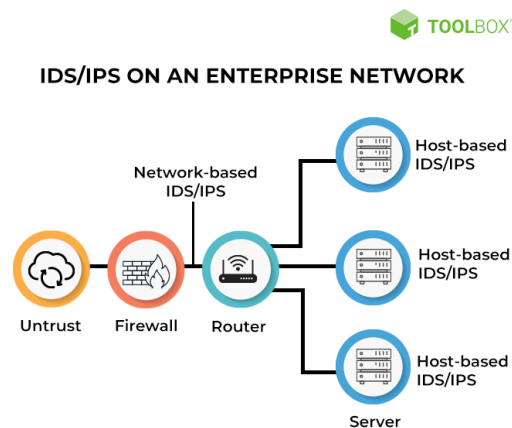 TOOLBOX
IDS/IPS ON AN ENTERPRISE NETWORK
Host-based
IDS/IPS
Network-based
IDS/IPS
Host-based
IDS/IPS
Untrust
Firewall
Router
Host-based
IDS/IPS
Server